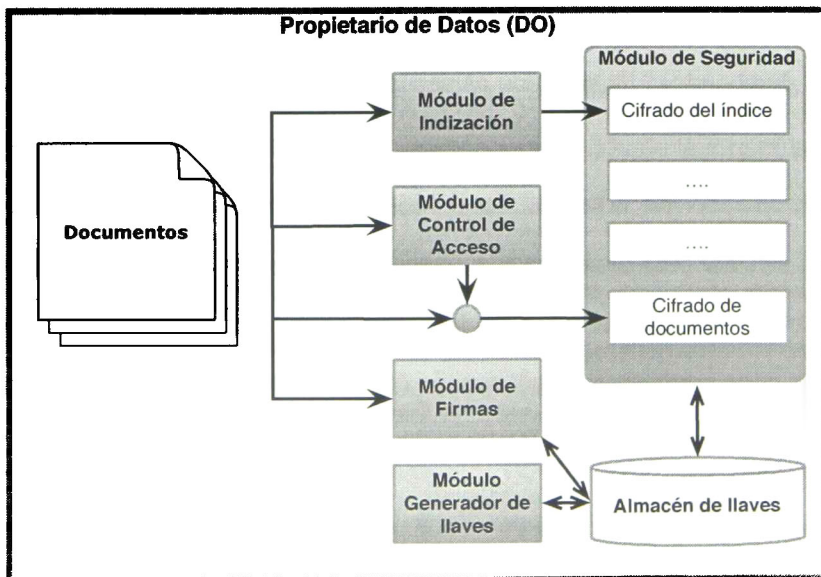 Propietario de Datos (DO)
Documentos
Módulo de
Indización
Módulo de
Control de
Acceso
Módulo de
Firmas
Módulo
Generador de
llaves
Módulo de Seguridad
Cifrado del índice
....
....
Cifrado de
documentos
Almacén de llaves